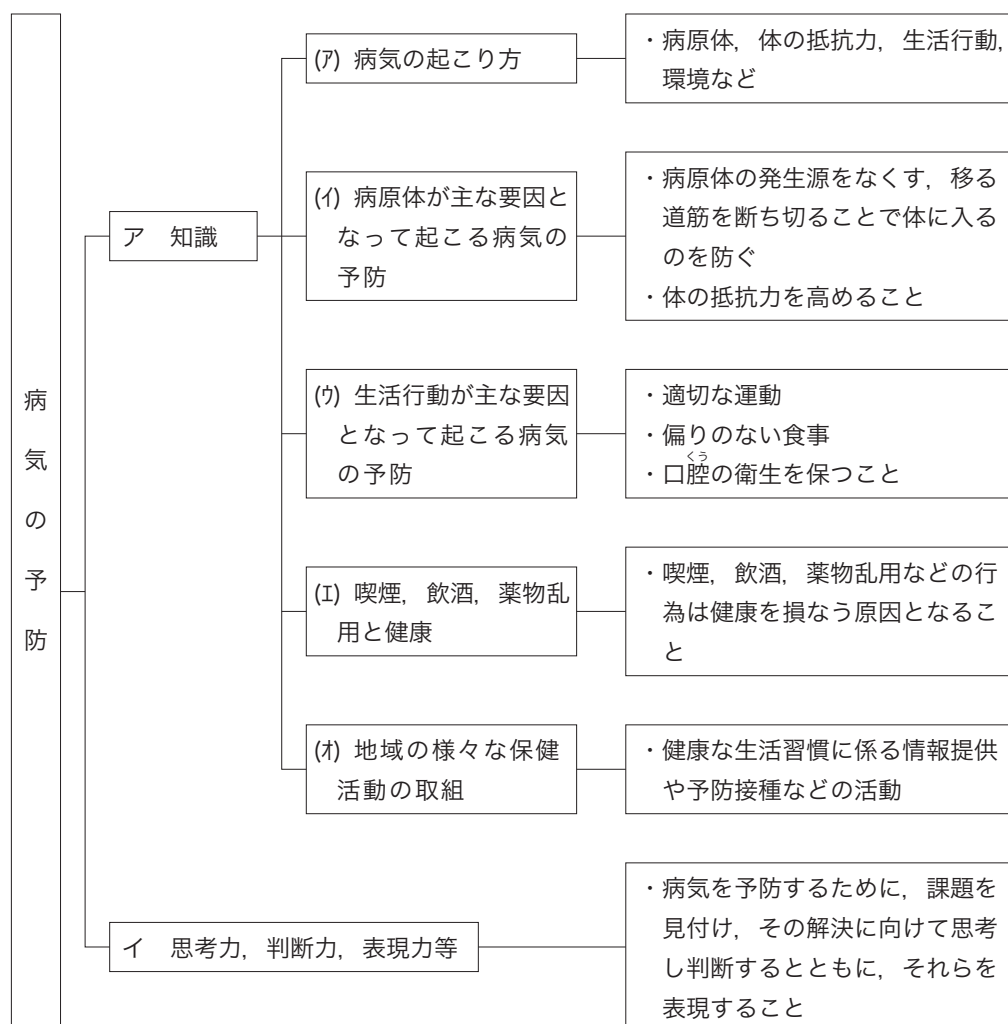 病気の予防
ア 知識
(ア) 病気の起こり方
・病原体，体の抵抗力，生活行動，
環境など
(イ) 病原体が主な要因と
なって起こる病気の
予防
・病原体の発生源をなくす，移る
道筋を断ち切ることで体に入る
のを防ぐ
・体の抵抗力を高めること
(ウ) 生活行動が主な要因
となって起こる病気
の予防
・適切な運動
・偏りのない食事
くう
・口腔の衛生を保つこと
(エ) 喫煙，飲酒，薬物乱
用と健康
・喫煙，飲酒，薬物乱用などの行
為は健康を損なう原因となるこ
と
(オ) 地域の様々な保健
活動の取組
・健康な生活習慣に係る情報提供
や予防接種などの活動
イ 思考力，判断力，表現力等
・病気を予防するために，課題を
見付け，その解決に向けて思考
し判断するとともに，それらを
表現すること